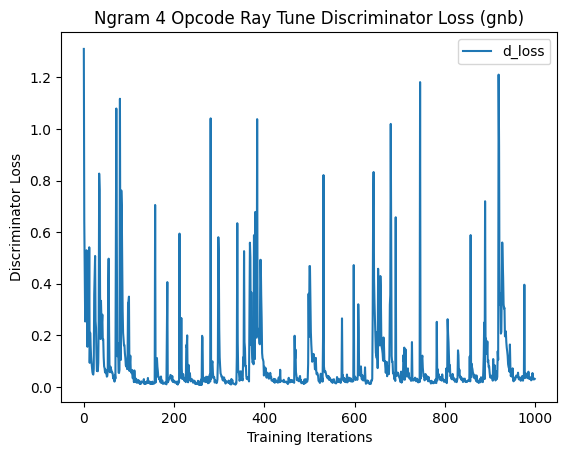 Ngram 4 Opcode Ray Tune Discriminator Loss (gnb)
d_loss
Discriminator Loss
1.2
1.0
0.8
0.6
0.4
0.2
0.0
0 200 400 600 800 1000
Training Iterations